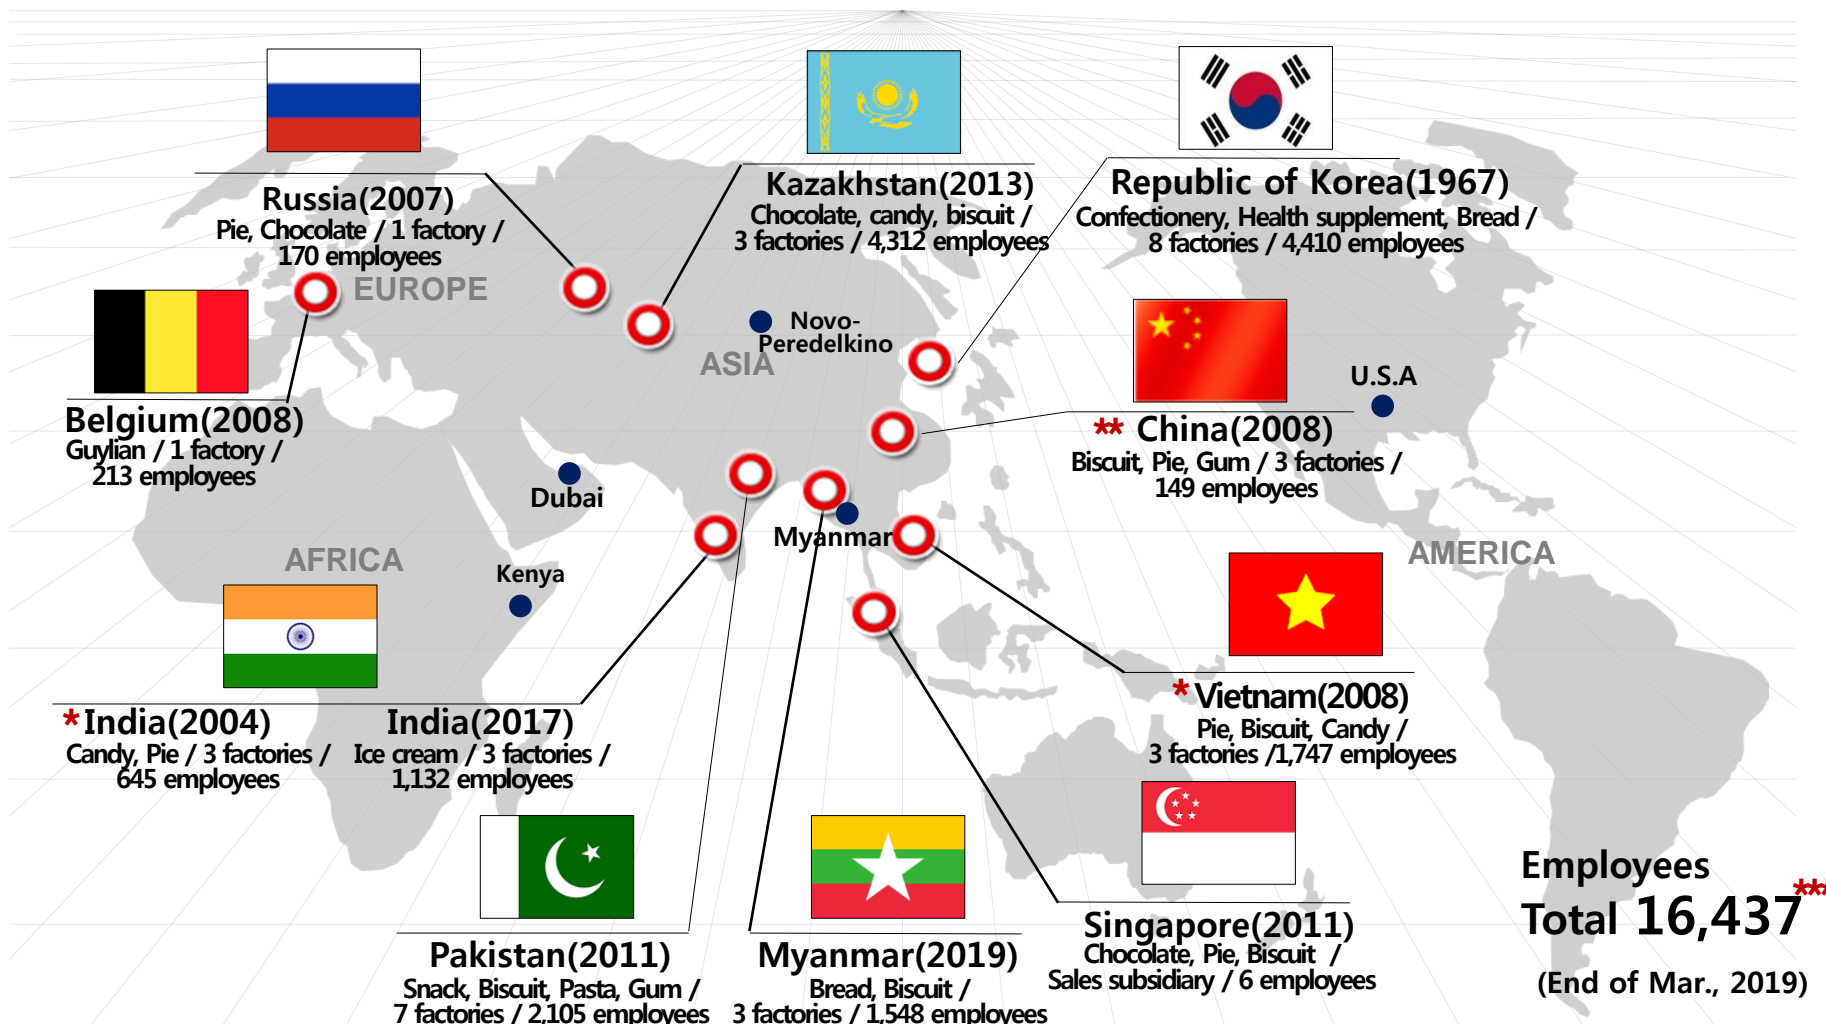 Russia(2007)
Pie, Chocolate / 1 factory /
170 employees
Kazakhstan(2013)
Chocolate, candy, biscuit /
3 factories / 4,312 employees
Republic of Korea(1967)
Confectionery, Health supplement, Bread /
8 factories / 4,410 employees
EUROPE
Novo-
Peredelkino
ASIA
U.S.A
Belgium(2008)
Guylian / 1 factory /
213 employees
** China(2008)
Biscuit, Pie, Gum / 3 factories /
149 employees
Dubai
Myanmar
AFRICA
Kenya
AMERICA
*India(2004)
Candy, Pie / 3 factories /
645 employees
India(2017)
Ice cream / 3 factories /
1,132 employees
*Vietnam(2008)
Pie, Biscuit, Candy /
3 factories /1,747 employees
Pakistan(2011)
Snack, Biscuit, Pasta, Gum /
7 factories / 2,105 employees
Myanmar(2019)
Bread, Biscuit /
3 factories / 1,548 employees
Singapore(2011)
Chocolate, Pie, Biscuit /
Sales subsidiary / 6 employees
Employees
Total 16,437***
(End of Mar., 2019)